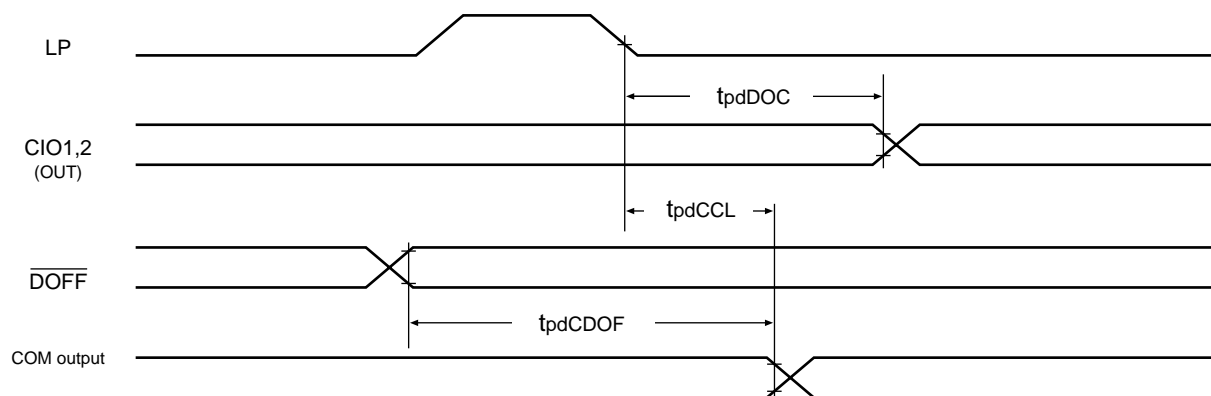 LP
tpdDOC
CIO1,2
(OUT)
tpdCCL
DOFF
tpdCDOF
COM output